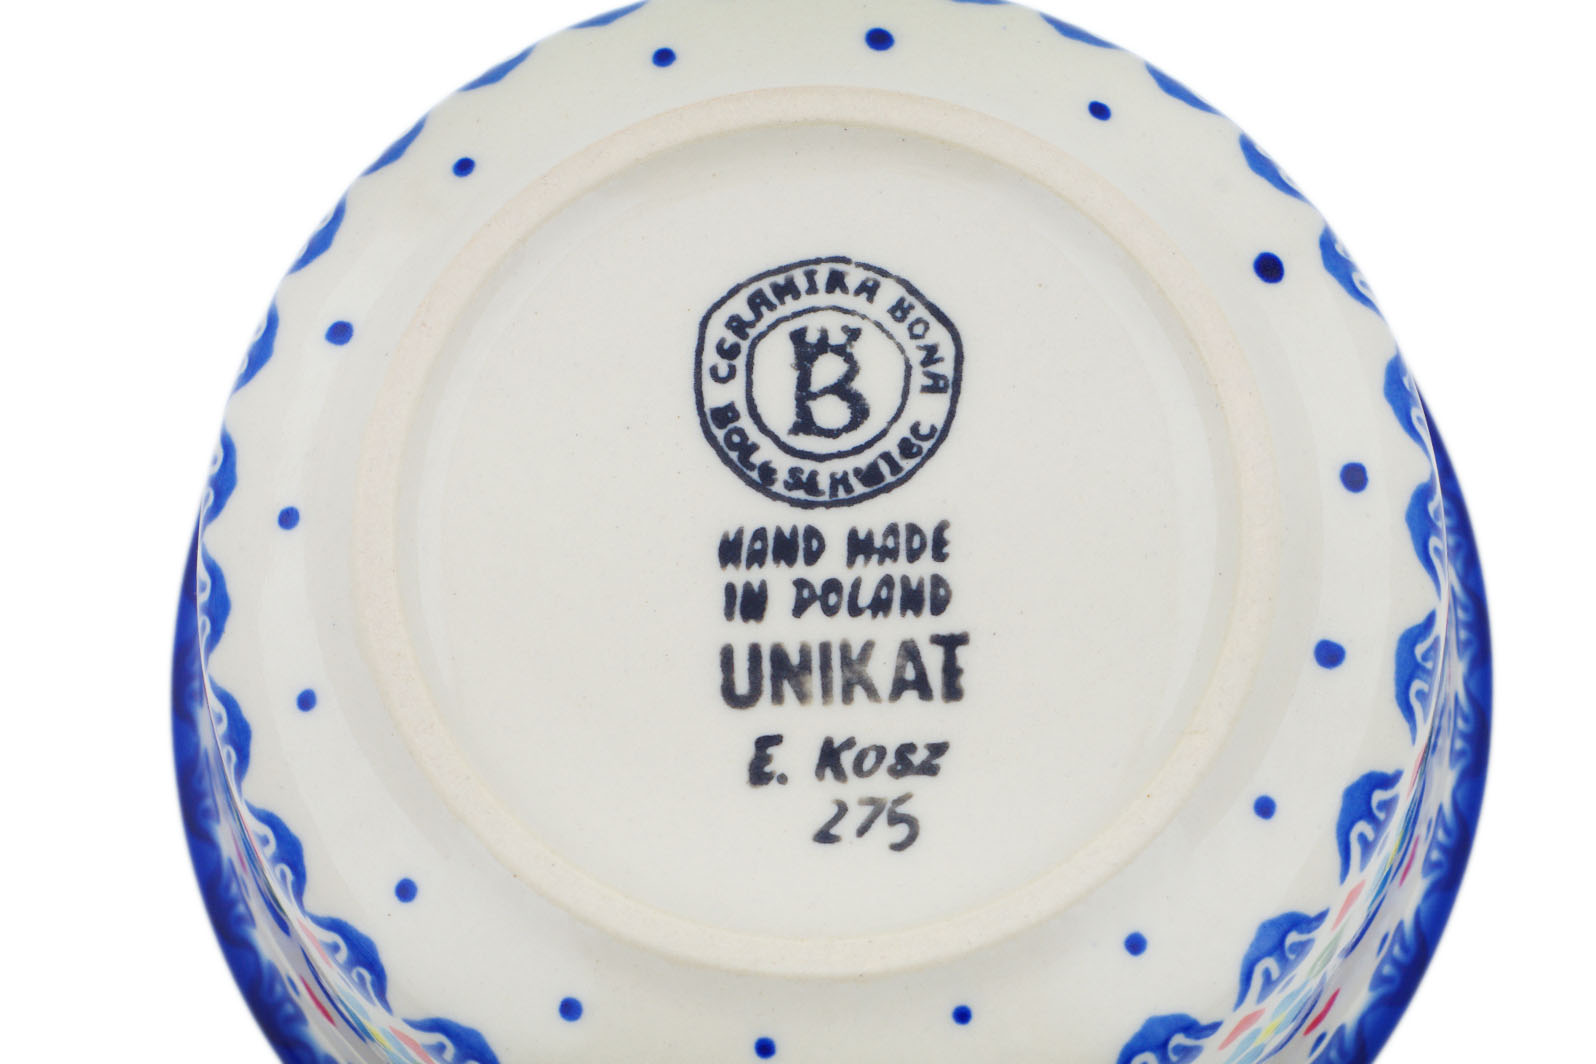 CERAMIKA BONA
B
BOLESŁAWIEC
HAND MADE
IN POLAND
UNIKAT
E. Kosz
275